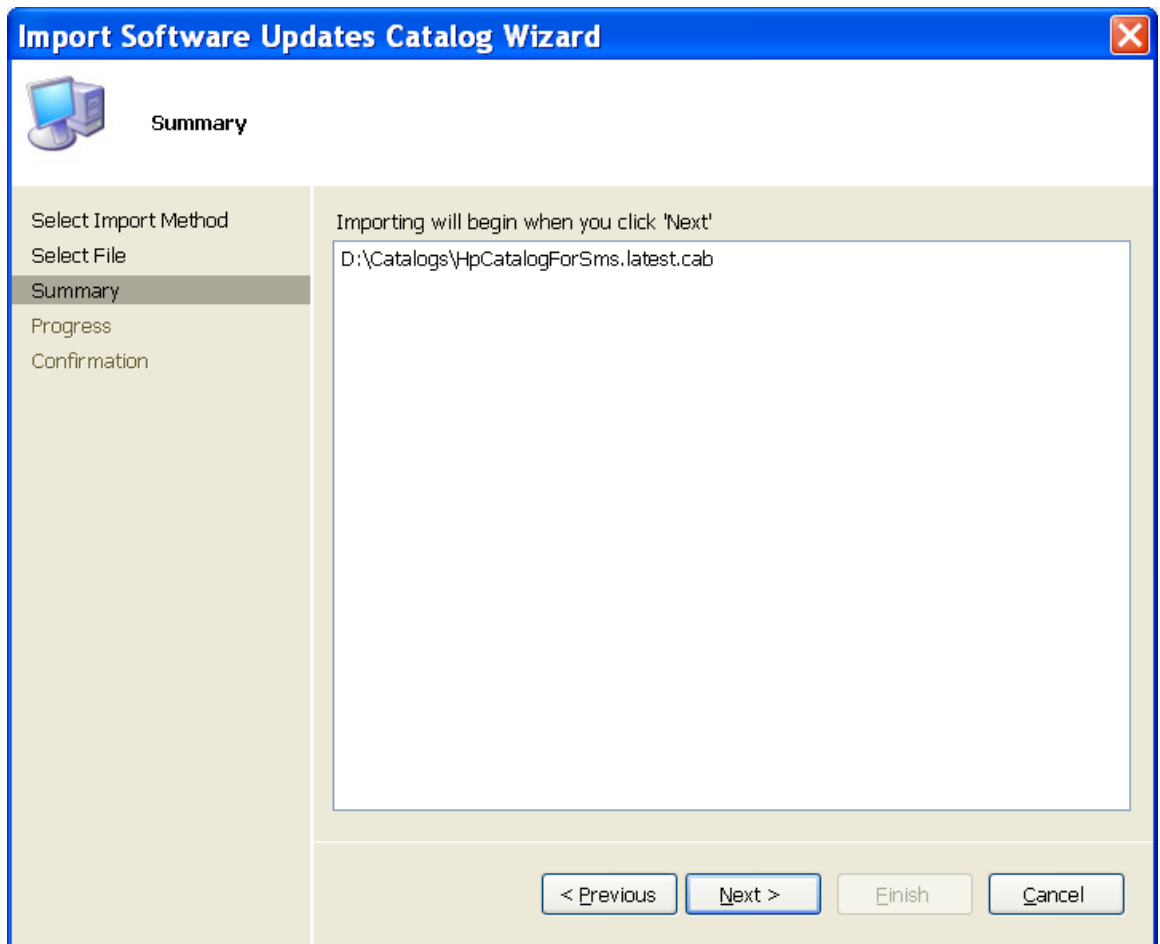 Import Software Updates Catalog Wizard
Summary
Select Import Method
Select File
Summary
Progress
Confirmation
Importing will begin when you click 'Next'
D:\Catalogs\HpCatalogForSms.latest.cab
< Previous
Next >
Finish
Cancel